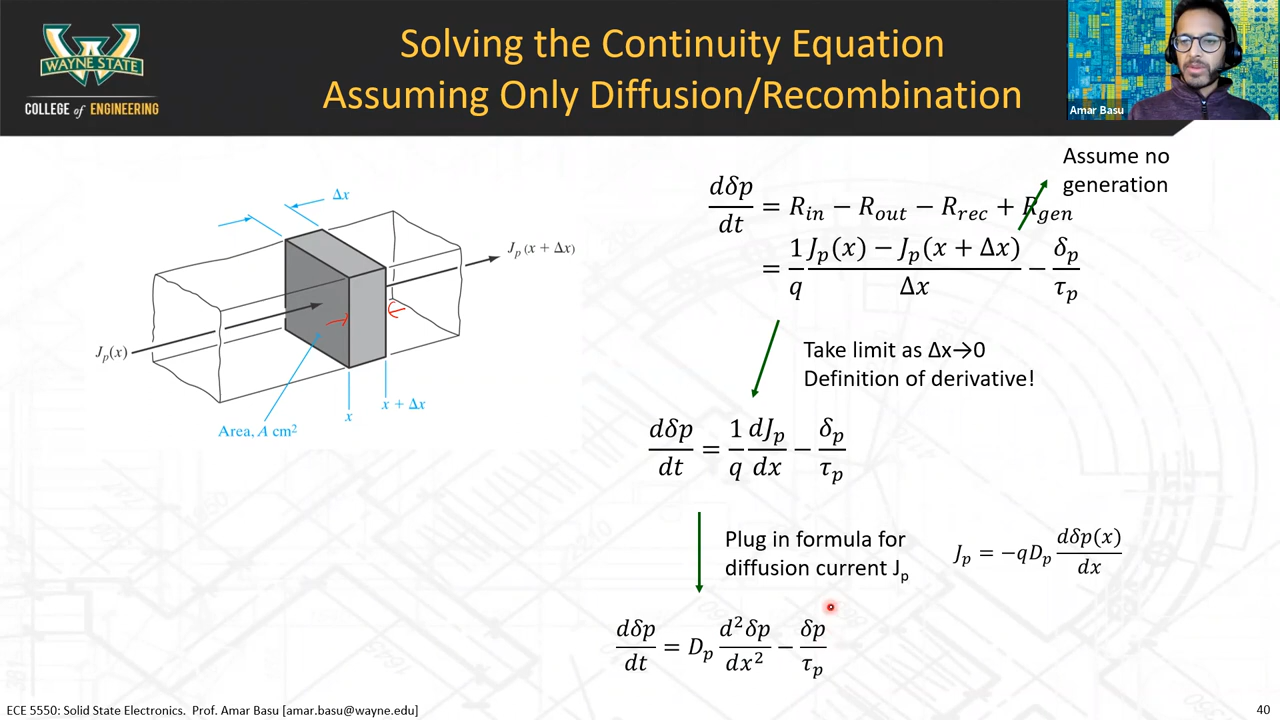 WAYNE STATE
COLLEGE of ENGINEERING
Solving the Continuity Equation
Assuming Only Diffusion/Recombination
Amar Basu
Δx
J_p(x + Δx)
J_p(x)
Area, A cm²
x
x + Δx
Assume no
generation
dδp/dt = R_in − R_out − R_rec + R_gen
= 1/q (J_p(x) − J_p(x + Δx))/Δx − δ_p/τ_p
Take limit as Δx→0
Definition of derivative!
dδp/dt = 1/q dJ_p/dx − δ_p/τ_p
Plug in formula for
diffusion current J_p
J_p = −qD_p dδp(x)/dx
dδp/dt = D_p d²δp/dx² − δp/τ_p
ECE 5550: Solid State Electronics. Prof. Amar Basu [amar.basu@wayne.edu]
40